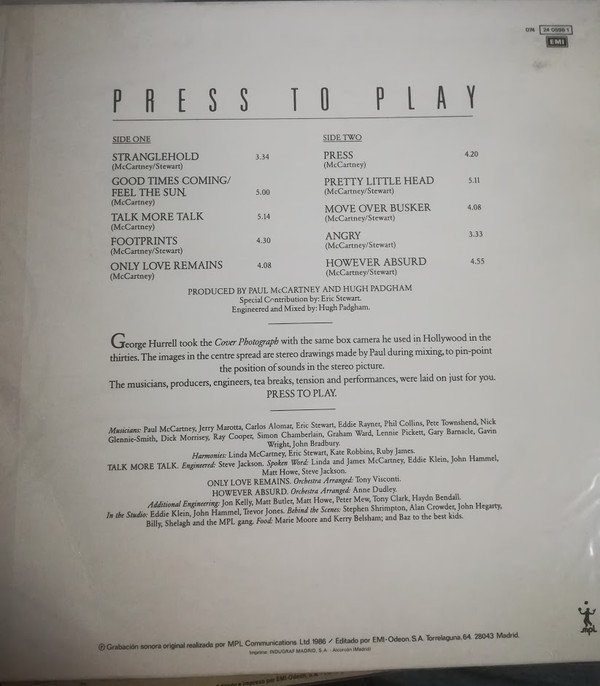 074 24 0598 1
EMI
PRESS TO PLAY
SIDE ONE
STRANGLEHOLD 3.34
(McCartney/Stewart)
GOOD TIMES COMING/
FEEL THE SUN 5.00
(McCartney)
TALK MORE TALK 5.14
(McCartney)
FOOTPRINTS 4.30
(McCartney/Stewart)
ONLY LOVE REMAINS 4.08
(McCartney)
SIDE TWO
PRESS 4.20
(McCartney)
PRETTY LITTLE HEAD 5.11
(McCartney/Stewart)
MOVE OVER BUSKER 4.08
(McCartney/Stewart)
ANGRY 3.33
(McCartney/Stewart)
HOWEVER ABSURD 4.55
(McCartney/Stewart)
PRODUCED BY PAUL McCARTNEY AND HUGH PADGHAM
Special Contribution by: Eric Stewart.
Engineered and Mixed by: Hugh Padgham.
George Hurrell took the Cover Photograph with the same box camera he used in Hollywood in the
thirties. The images in the centre spread are stereo drawings made by Paul during mixing, to pin-point
the position of sounds in the stereo picture.
The musicians, producers, engineers, tea breaks, tension and performances, were laid on just for you.
PRESS TO PLAY.
Musicians: Paul McCartney, Jerry Marotta, Carlos Alomar, Eric Stewart, Eddie Rayner, Phil Collins, Pete Townshend, Nick
Glennie-Smith, Dick Morrisey, Ray Cooper, Simon Chamberlain, Graham Ward, Lennie Pickett, Gary Barnacle, Gavin
Wright, John Bradbury.
Harmonies: Linda McCartney, Eric Stewart, Kate Robbins, Ruby James.
TALK MORE TALK. Engineered: Steve Jackson. Spoken Word: Linda and James McCartney, Eddie Klein, John Hammel,
Matt Howe, Steve Jackson.
ONLY LOVE REMAINS. Orchestra Arranged: Tony Visconti.
HOWEVER ABSURD. Orchestra Arranged: Anne Dudley.
Additional Engineering: Jon Kelly, Matt Butler, Matt Howe, Peter Mew, Tony Clark, Haydn Bendall.
In the Studio: Eddie Klein, John Hammel, Trevor Jones. Behind the Scenes: Stephen Shrimpton, Alan Crowder, John Hegarty,
Billy, Shelagh and the MPL gang. Food: Marie Moore and Kerry Belsham; and Baz to the best kids.
MPL
℗ Grabación sonora original realizada por MPL Communications Ltd 1986 / Editado por EMI-Odeon, S.A. Torrelaguna, 64. 28043 Madrid.
Imprime: INDUGRAF MADRID, S.A. - Alcorcón (Madrid)
impreso por EMI-Odeon, S.A.